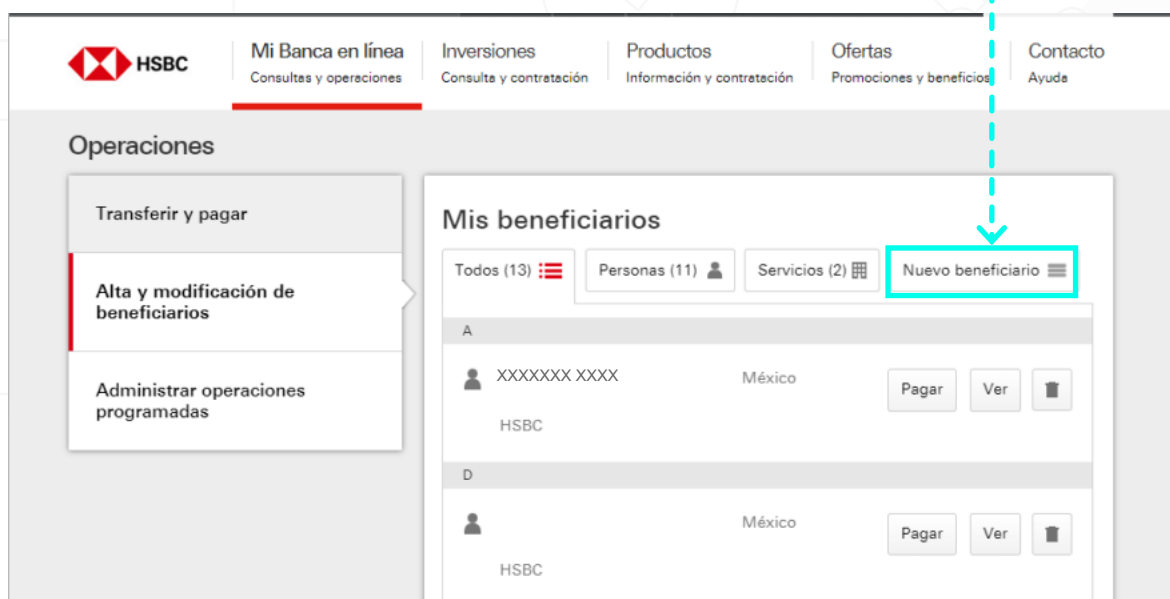 HSBC
Mi Banca en línea
Consultas y operaciones
Inversiones
Consulta y contratación
Productos
Información y contratación
Ofertas
Promociones y beneficios
Contacto
Ayuda
Operaciones
Transferir y pagar
Alta y modificación de
beneficiarios
Administrar operaciones
programadas
Mis beneficiarios
Todos (13)
Personas (11)
Servicios (2)
Nuevo beneficiario
A
XXXXXXX XXXX
México
Pagar
Ver
HSBC
D
México
Pagar
Ver
HSBC